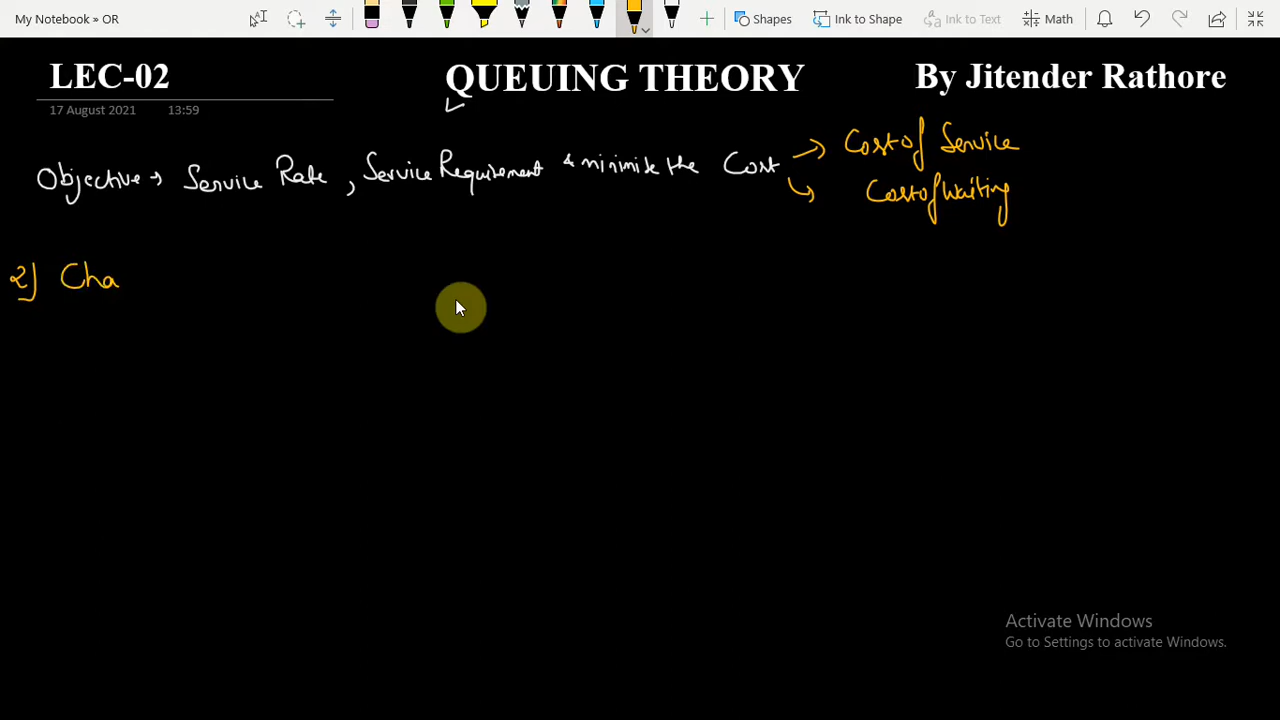 My Notebook » OR
Shapes
Ink to Shape
Ink to Text
Math
LEC-02
QUEUING THEORY
By Jitender Rathore
17 August 2021 13:59
Objective → Service Rate, Service Requirement & minimise the Cost → Cost of Service
→ Cost of Waiting
2) Cha
Activate Windows
Go to Settings to activate Windows.